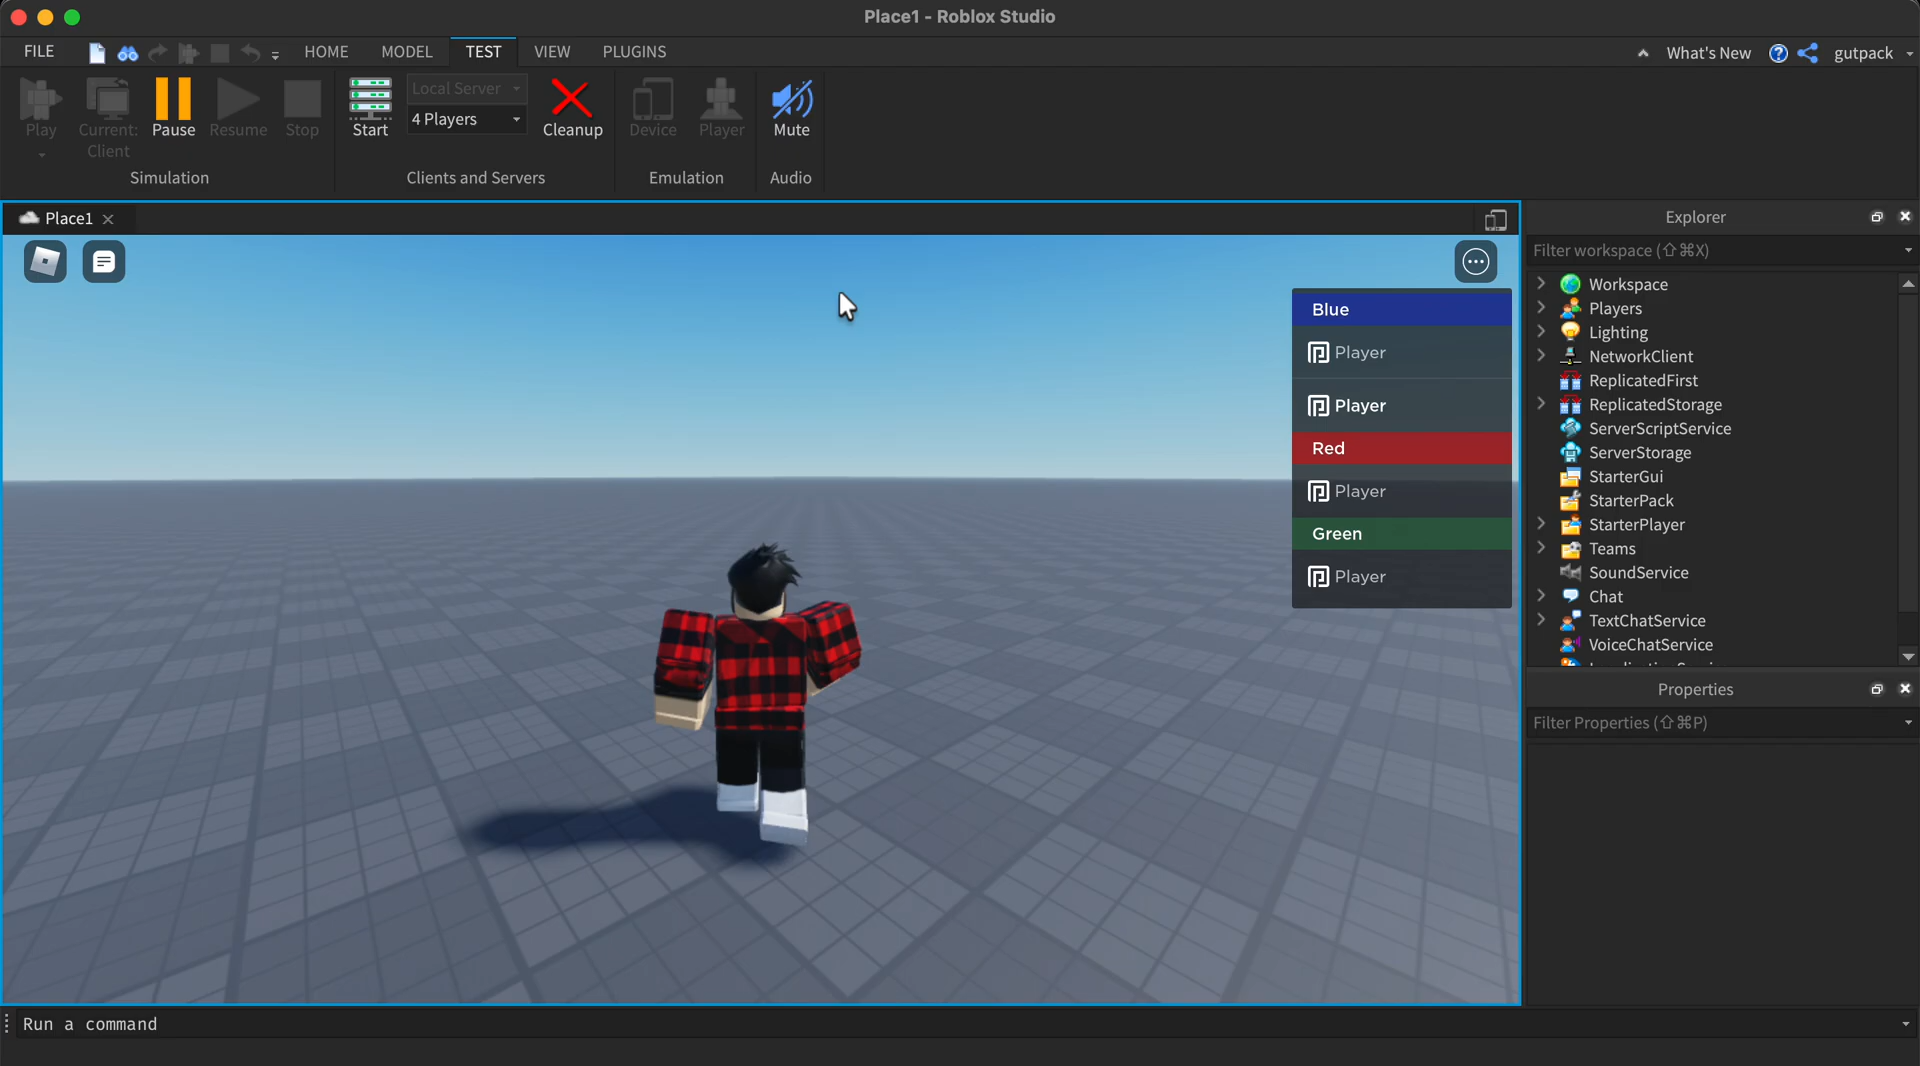 Place1 - Roblox Studio
FILE
HOME
MODEL
TEST
VIEW
PLUGINS
What's New
gutpack
Play
Current:
Client
Pause
Resume
Stop
Simulation
Start
Local Server
4 Players
Cleanup
Clients and Servers
Device
Player
Emulation
Mute
Audio
Place1
Blue
Player
Player
Red
Player
Green
Player
Explorer
Filter workspace (⇧⌘X)
Workspace
Players
Lighting
NetworkClient
ReplicatedFirst
ReplicatedStorage
ServerScriptService
ServerStorage
StarterGui
StarterPack
StarterPlayer
Teams
SoundService
Chat
TextChatService
VoiceChatService
Properties
Filter Properties (⇧⌘P)
Run a command